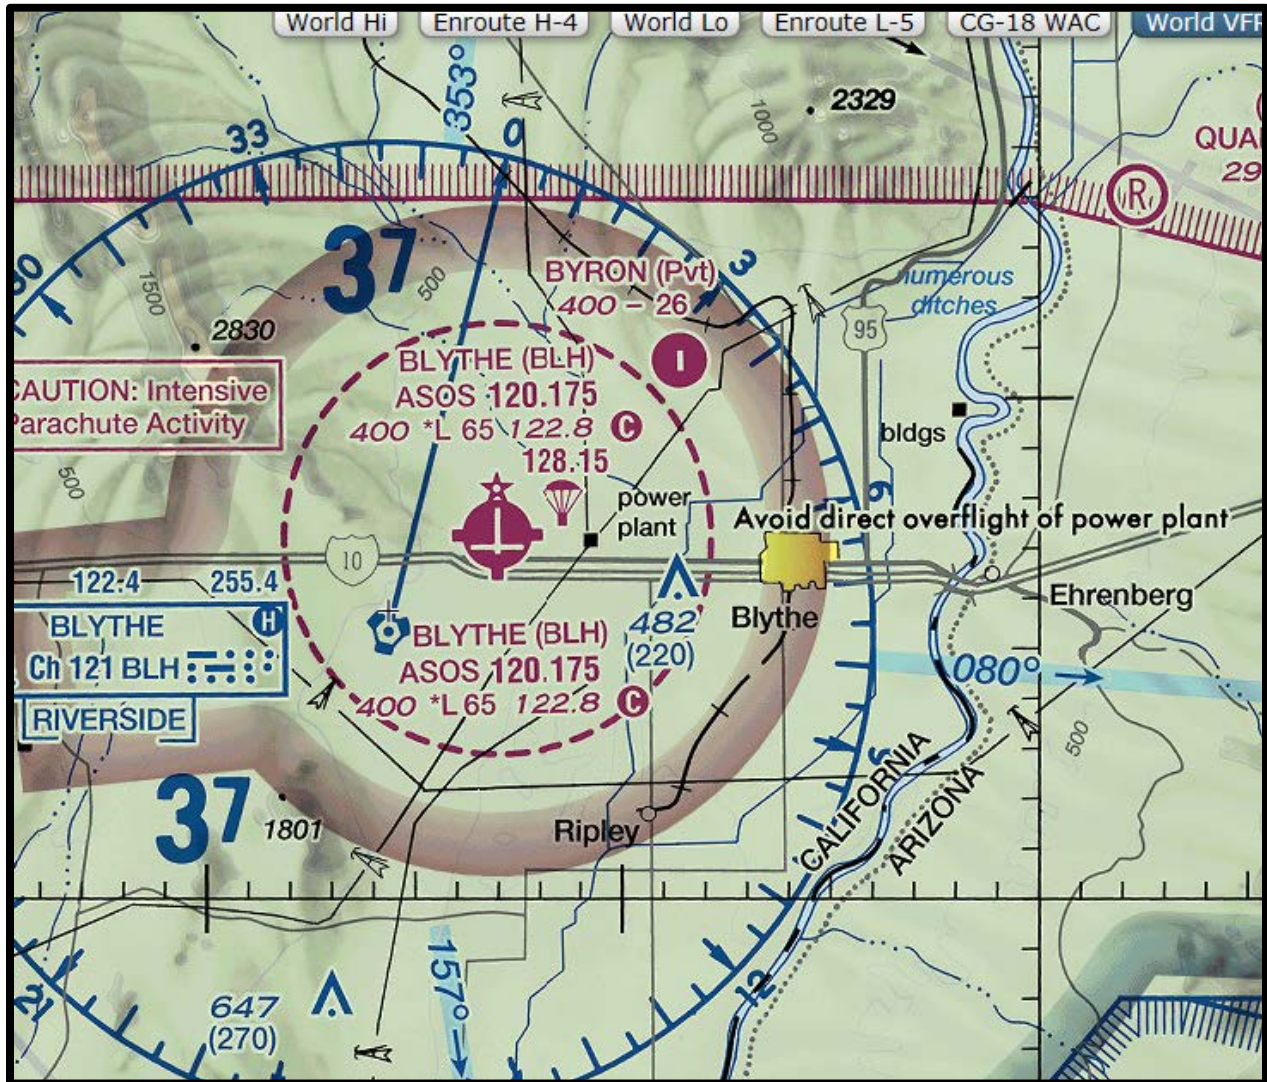 World Hi
Enroute H-4
World Lo
Enroute L-5
CG-18 WAC
World VFR
353°
33
0
2329
1000
QUA
29
R
30
37
500
BYRON (Pvt)
400 - 26
3
numerous
ditches
1500
2830
95
I
BLYTHE (BLH)
ASOS 120.175
400 *L 65 122.8 C
128.15
CAUTION: Intensive
Parachute Activity
500
bldgs
power
plant
6
Avoid direct overflight of power plant
10
122.4 255.4
BLYTHE H
Ch 121 BLH
RIVERSIDE
BLYTHE (BLH)
ASOS 120.175
400 *L 65 122.8 C
482
(220)
Blythe
Ehrenberg
080°
500
CALIFORNIA
ARIZONA
37
1801
Ripley
157°
12
21
647
(270)